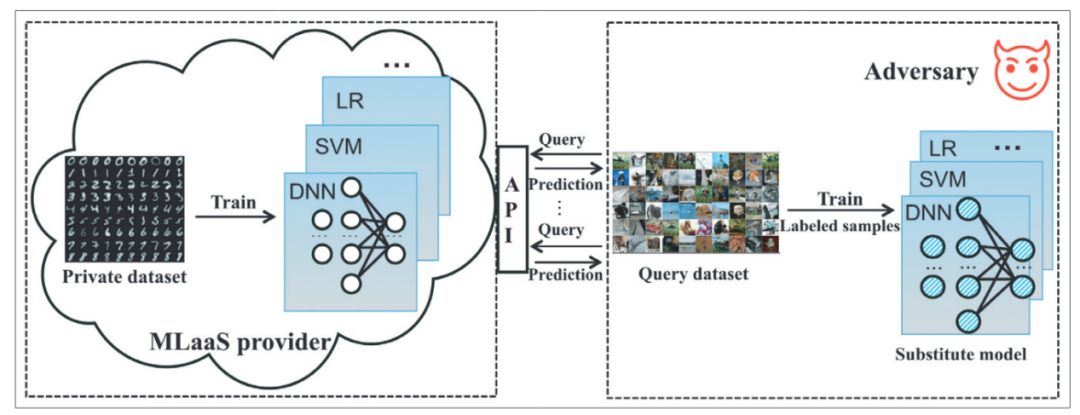 ...
LR
SVM
DNN
...
...
Train
Private dataset
MLaaS provider
A
P
I
Query
Prediction
Query
Prediction
Query dataset
Adversary
Train
Labeled samples
LR ...
SVM
DNN
...
...
...
Substitute model